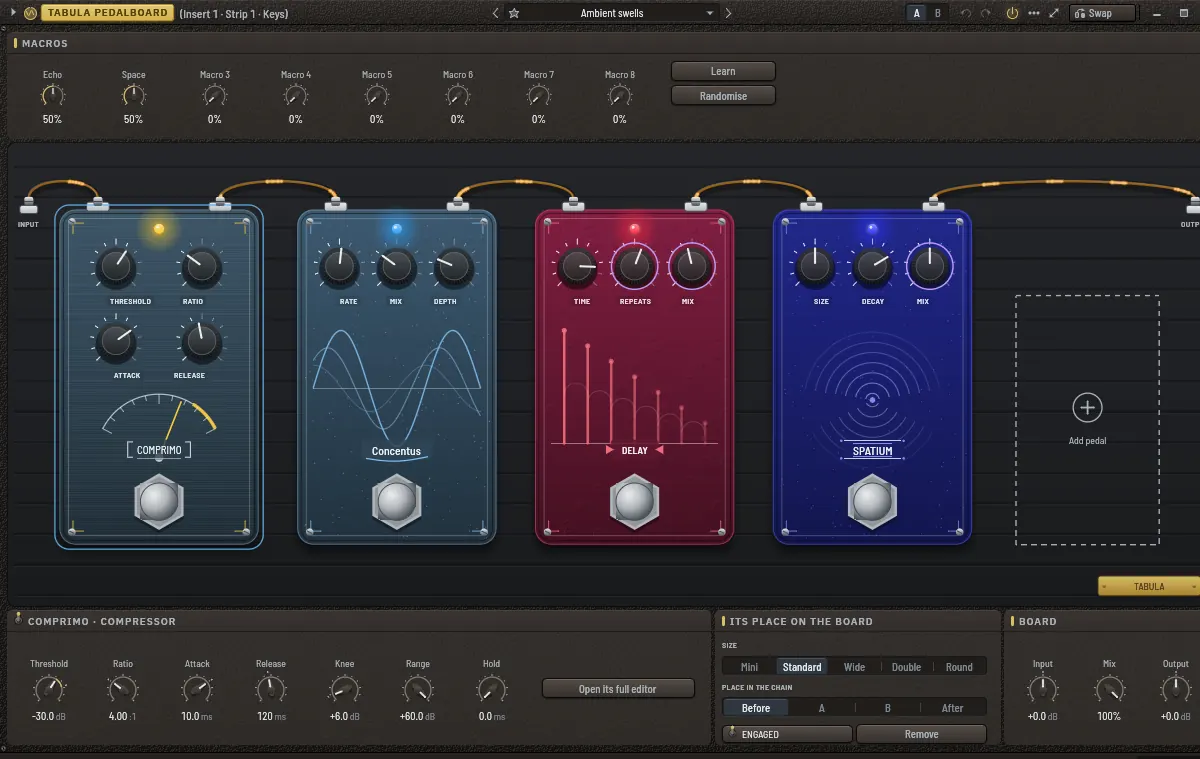 TABULA PEDALBOARD (Insert 1 · Strip 1 · Keys) Ambient swells A B Swap
MACROS
Echo Space Macro 3 Macro 4 Macro 5 Macro 6 Macro 7 Macro 8
50% 50% 0% 0% 0% 0% 0% 0%
Learn
Randomise
INPUT
OUTP
THRESHOLD RATIO
ATTACK RELEASE
COMPRIMO
RATE MIX DEPTH
Concentus
TIME REPEATS MIX
DELAY
SIZE DECAY MIX
SPATIUM
Add pedal
TABULA
COMPRIMO · COMPRESSOR
Threshold Ratio Attack Release Knee Range Hold
-30.0 dB 4.00 :1 10.0 ms 120 ms +6.0 dB +60.0 dB 0.0 ms
Open its full editor
ITS PLACE ON THE BOARD
SIZE
Mini Standard Wide Double Round
PLACE IN THE CHAIN
Before A B After
ENGAGED Remove
BOARD
Input Mix Output
+0.0 dB 100% +0.0 dB